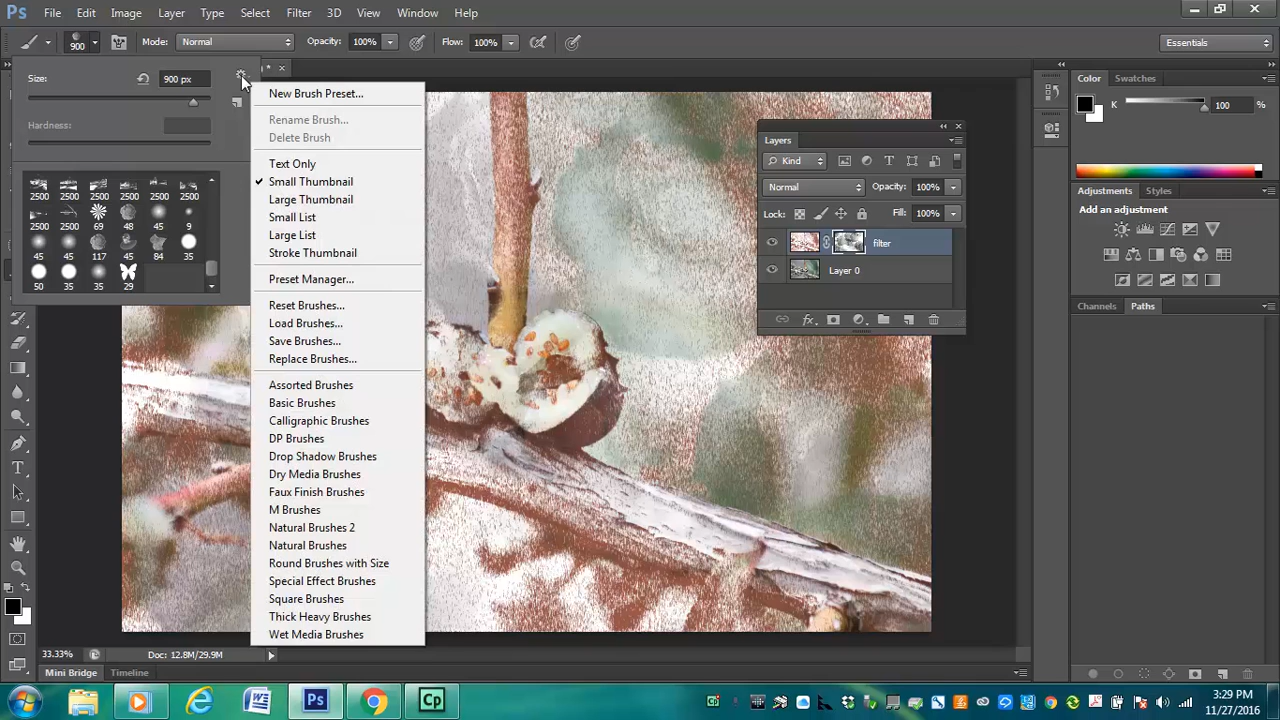 Ps File Edit Image Layer Type Select Filter 3D View Window Help
900 Mode: Normal Opacity: 100% Flow: 100% Essentials
Size: 900 px
Hardness:
2500 2500 2500 2500 2500 2500
2500 2500 69 48 45 9
45 45 117 45 84 35
50 35 35 29
New Brush Preset...
Rename Brush...
Delete Brush
Text Only
Small Thumbnail
Large Thumbnail
Small List
Large List
Stroke Thumbnail
Preset Manager...
Reset Brushes...
Load Brushes...
Save Brushes...
Replace Brushes...
Assorted Brushes
Basic Brushes
Calligraphic Brushes
DP Brushes
Drop Shadow Brushes
Dry Media Brushes
Faux Finish Brushes
M Brushes
Natural Brushes 2
Natural Brushes
Round Brushes with Size
Special Effect Brushes
Square Brushes
Thick Heavy Brushes
Wet Media Brushes
Layers
Kind
Normal Opacity: 100%
Lock: Fill: 100%
filter
Layer 0
Color Swatches
K 100 %
Adjustments Styles
Add an adjustment
Channels Paths
33.33% Doc: 12.8M/29.9M
Mini Bridge Timeline
3:29 PM
11/27/2016